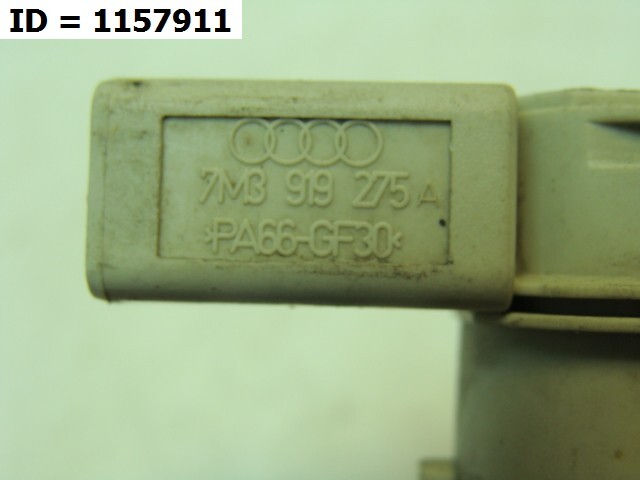 ID = 1157911
7M3 919 275 A
>PA66-GF30<